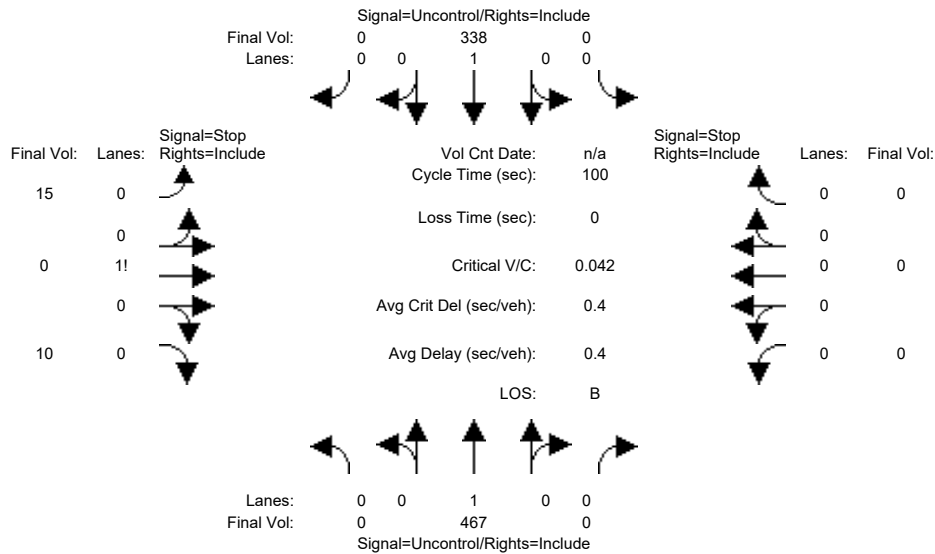 Signal=Uncontrol/Rights=Include
Final Vol: 0 338 0
Lanes: 0 0 1 0 0
Signal=Stop Signal=Stop
Final Vol: Lanes: Rights=Include Vol Cnt Date: n/a Rights=Include Lanes: Final Vol:
Cycle Time (sec): 100
15 0 0 0
Loss Time (sec): 0
0 0
0 1! Critical V/C: 0.042 0 0
0 Avg Crit Del (sec/veh): 0.4 0
10 0 Avg Delay (sec/veh): 0.4 0 0
LOS: B
Lanes: 0 0 1 0 0
Final Vol: 0 467 0
Signal=Uncontrol/Rights=Include